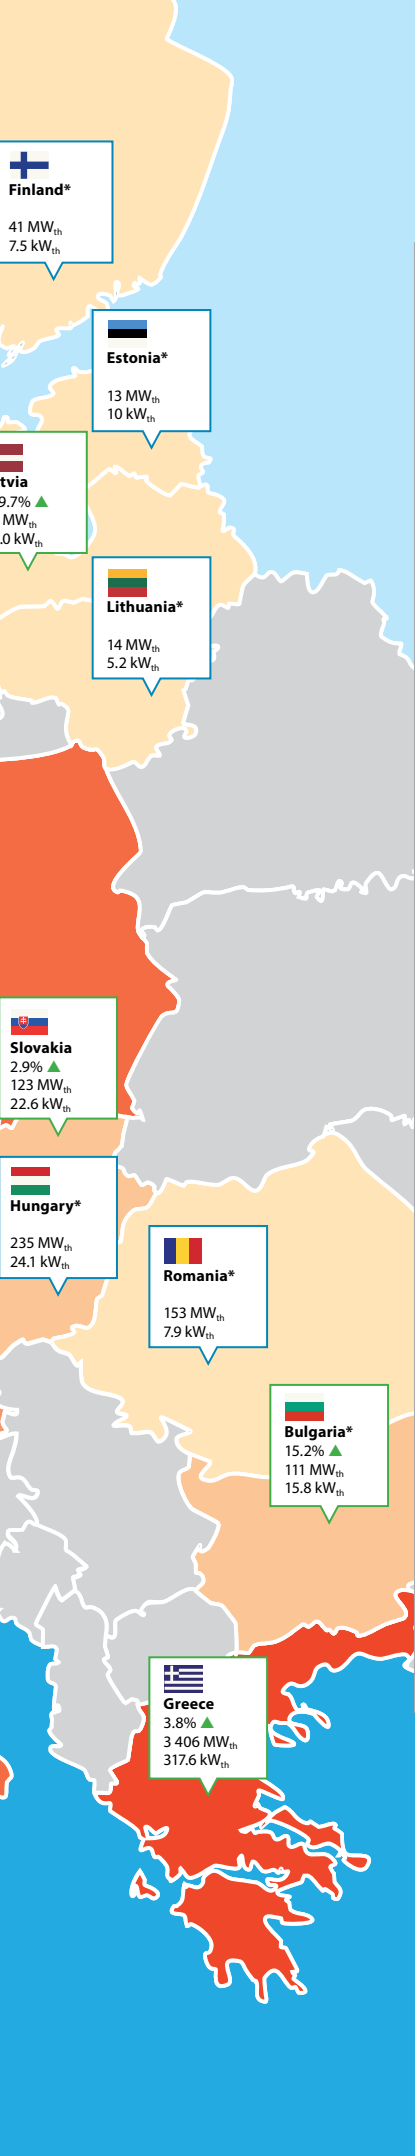 Finland*
41 MWth
7.5 kWth
Estonia*
13 MWth
10 kWth
tvia
9.7%
MWth
.0 kWth
Lithuania*
14 MWth
5.2 kWth
Slovakia
2.9%
123 MWth
22.6 kWth
Hungary*
235 MWth
24.1 kWth
Romania*
153 MWth
7.9 kWth
Bulgaria*
15.2%
111 MWth
15.8 kWth
Greece
3.8%
3 406 MWth
317.6 kWth